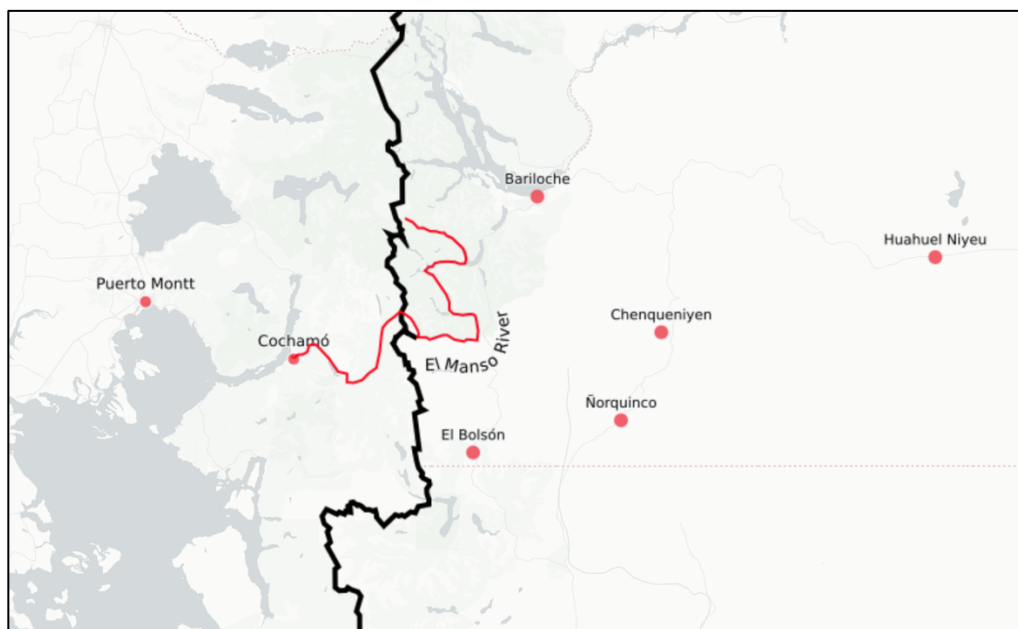 Bariloche
Huahuel Niyeu
Puerto Montt
Chenqueniyen
Cochamó
El Manso River
Ñorquinco
El Bolsón